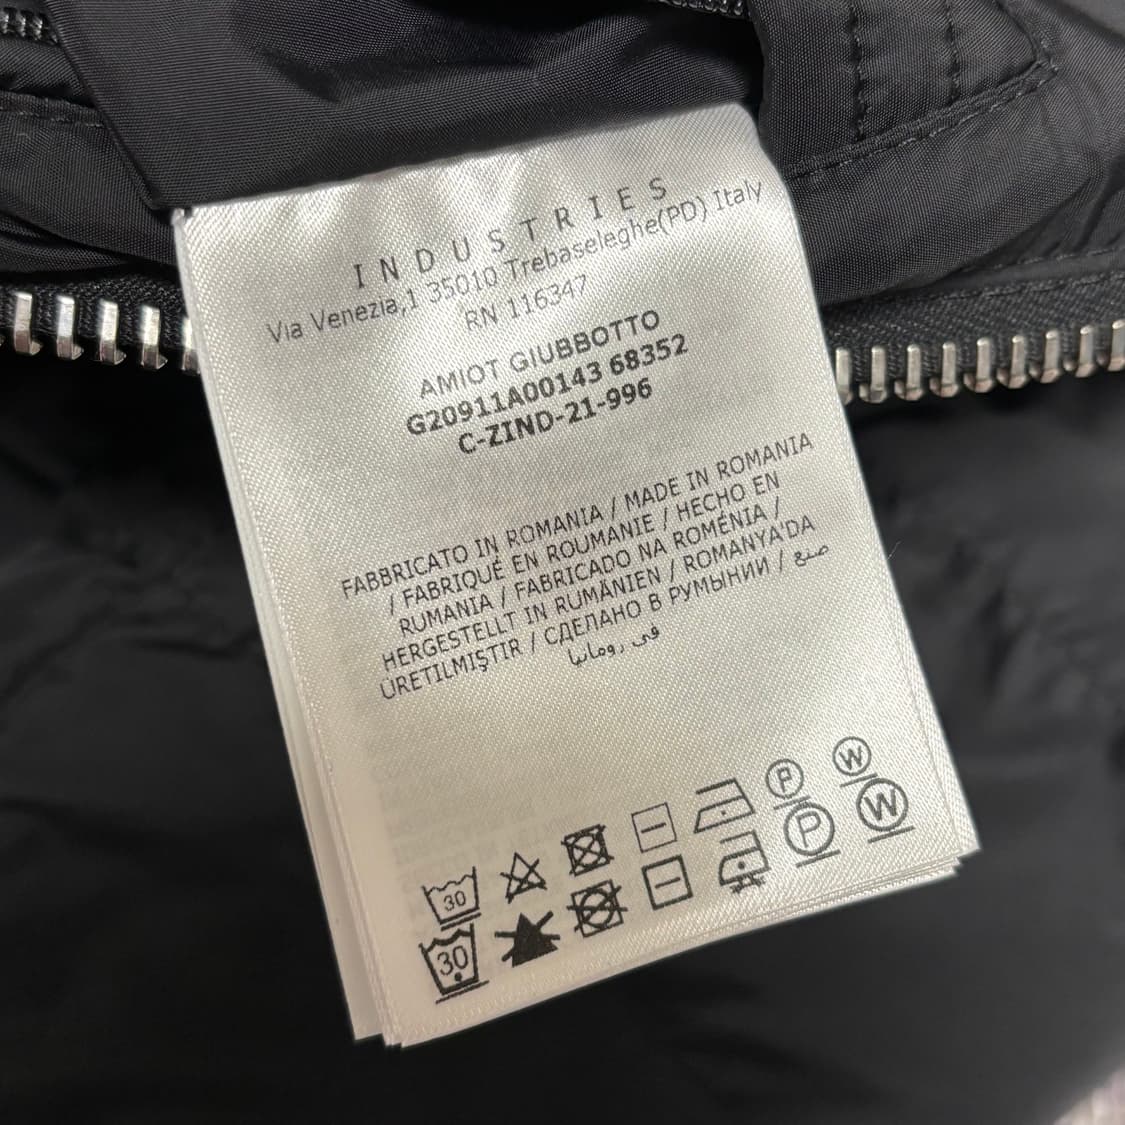 INDUSTRIES
Via Venezia,1 35010 Trebaseleghe(PD) Italy
RN 116347
AMIOT GIUBBOTTO
G20911A00143 68352
C-ZIND-21-996
FABBRICATO IN ROMANIA / MADE IN ROMANIA
/ FABRIQUÉ EN ROUMANIE / HECHO EN
RUMANIA / FABRICADO NA ROMÉNIA /
HERGESTELLT IN RUMÄNIEN / ROMANYA'DA
ÜRETILMIŞTIR / СДЕЛАНО В РУМЫНИИ / صنع
في رومانيا
30 P W
30 P W